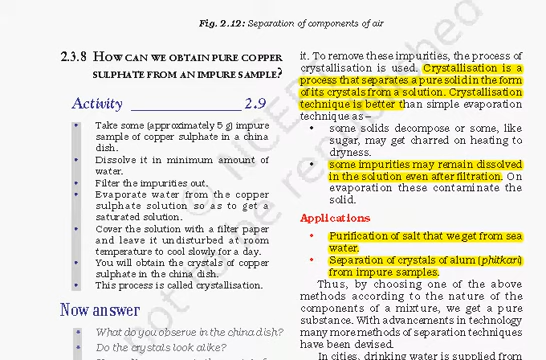 Fig. 2.12: Separation of components of air
2.3.8 HOW CAN WE OBTAIN PURE COPPER
SULPHATE FROM AN IMPURE SAMPLE?
Activity 2.9
• Take some (approximately 5 g) impure
sample of copper sulphate in a china
dish.
• Dissolve it in minimum amount of
water.
• Filter the impurities out.
• Evaporate water from the copper
sulphate solution so as to get a
saturated solution.
• Cover the solution with a filter paper
and leave it undisturbed at room
temperature to cool slowly for a day.
• You will obtain the crystals of copper
sulphate in the china dish.
• This process is called crystallisation.
Now answer
• What do you observe in the china dish?
• Do the crystals look alike?
it. To remove these impurities, the process of
crystallisation is used. Crystallisation is a
process that separates a pure solid in the form
of its crystals from a solution. Crystallisation
technique is better than simple evaporation
technique as –
• some solids decompose or some, like
sugar, may get charred on heating to
dryness.
• some impurities may remain dissolved
in the solution even after filtration. On
evaporation these contaminate the
solid.
Applications
• Purification of salt that we get from sea
water.
• Separation of crystals of alum (phitkari)
from impure samples.
Thus, by choosing one of the above
methods according to the nature of the
components of a mixture, we get a pure
substance. With advancements in technology
many more methods of separation techniques
have been devised.
In cities, drinking water is supplied from